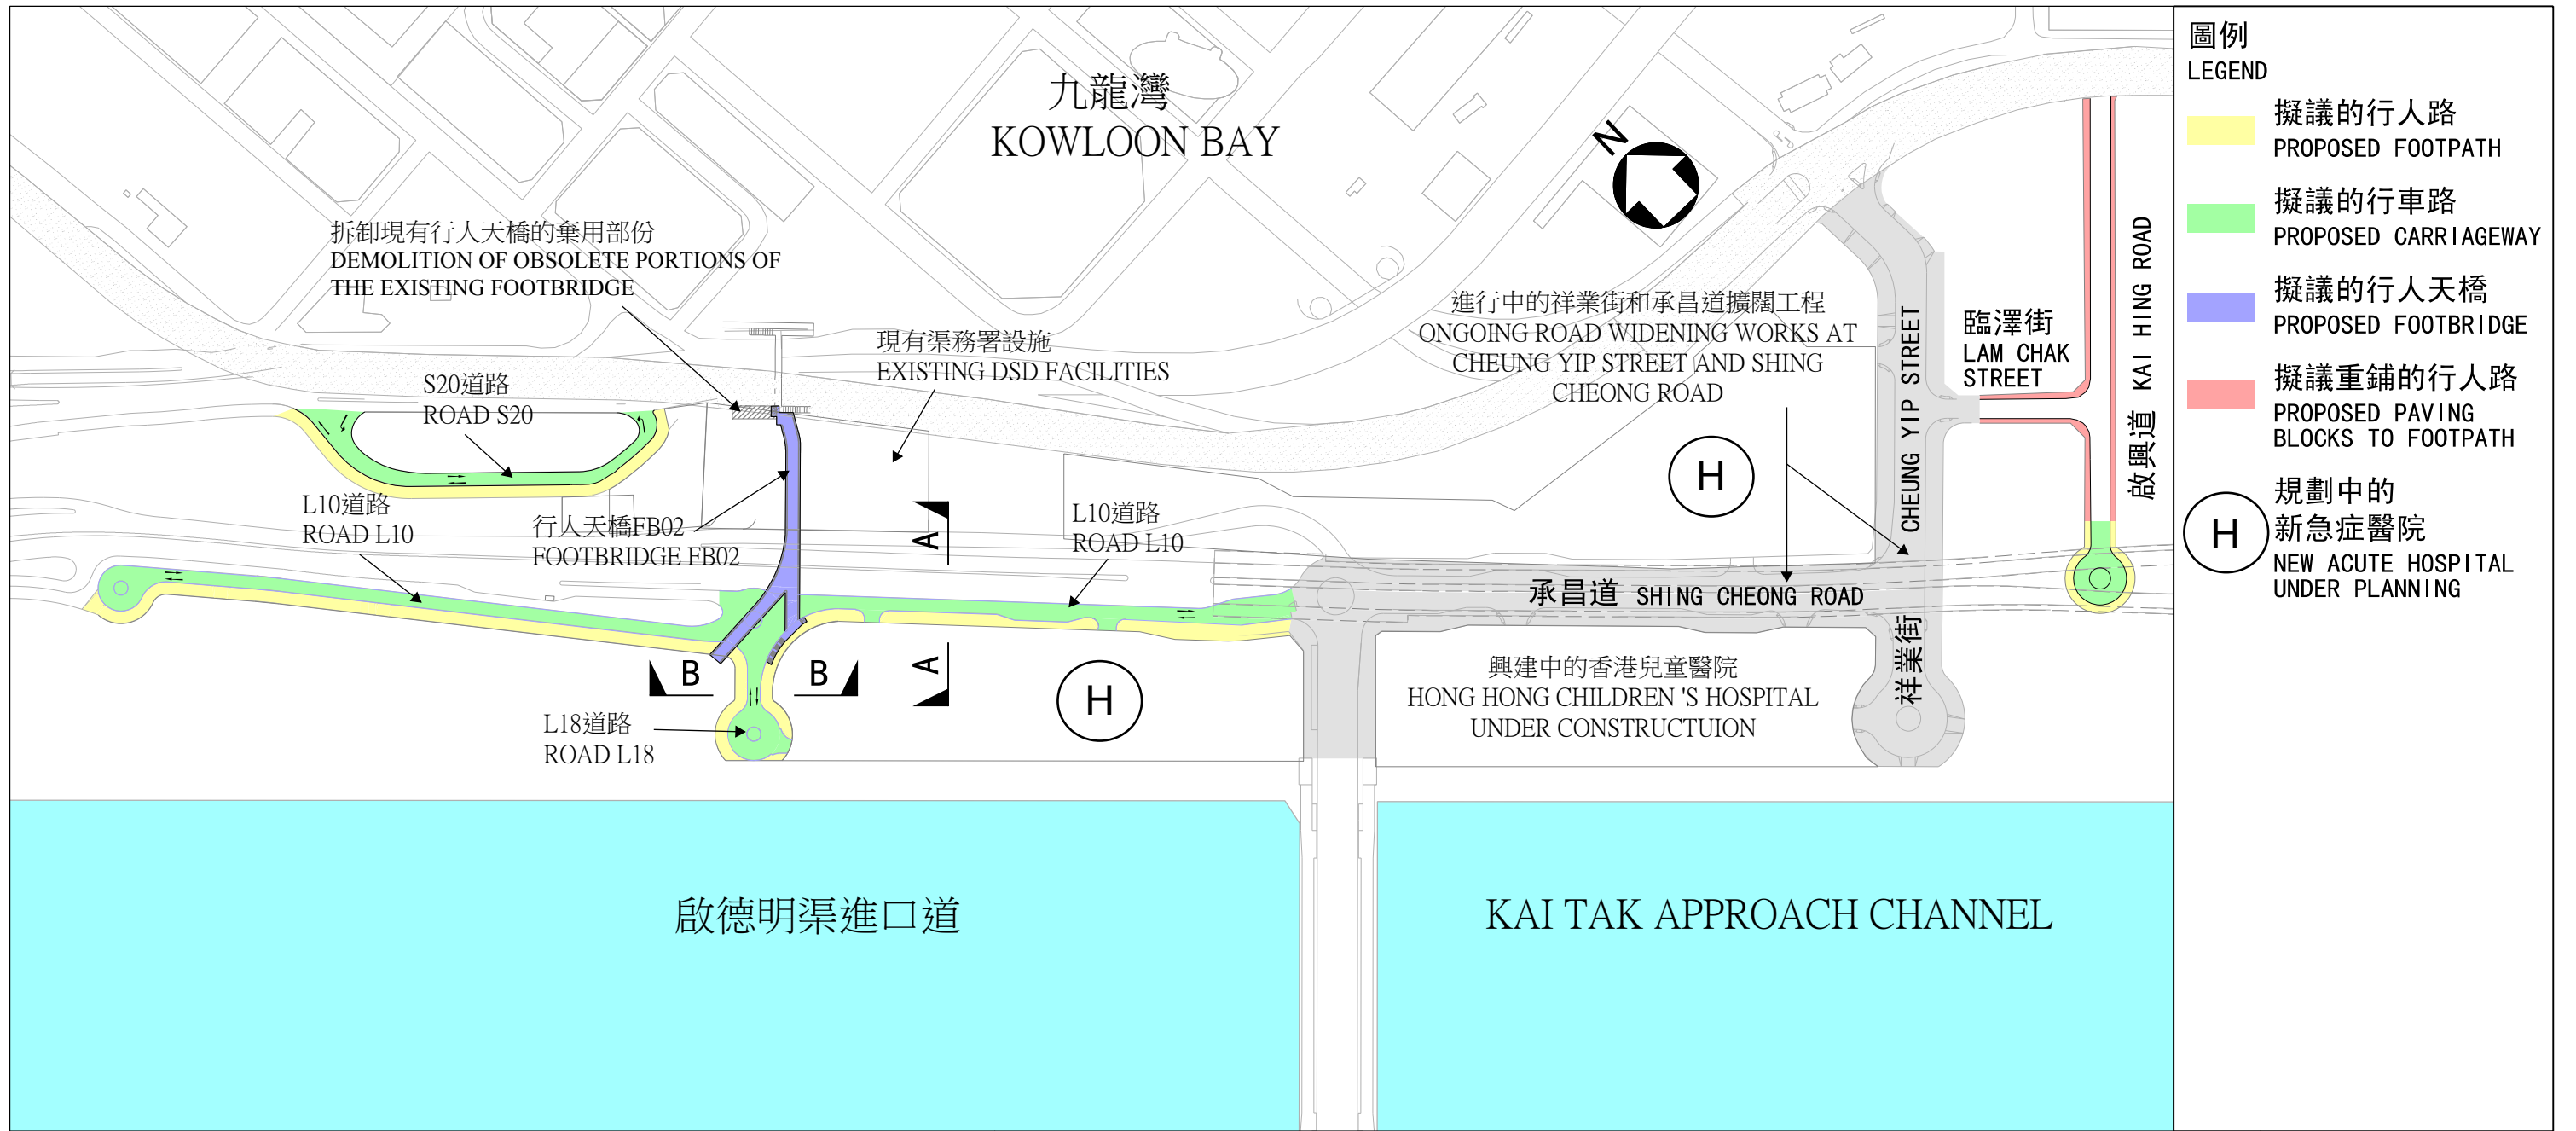 九龍灣
KOWLOON BAY
N
拆卸現有行人天橋的棄用部份
DEMOLITION OF OBSOLETE PORTIONS OF
THE EXISTING FOOTBRIDGE
現有渠務署設施
EXISTING DSD FACILITIES
S20道路
ROAD S20
L10道路
ROAD L10
行人天橋FB02
FOOTBRIDGE FB02
L10道路
ROAD L10
A
A
B
B
L18道路
ROAD L18
H
進行中的祥業街和承昌道擴闊工程
ONGOING ROAD WIDENING WORKS AT
CHEUNG YIP STREET AND SHING
CHEONG ROAD
H
承昌道 SHING CHEONG ROAD
興建中的香港兒童醫院
HONG HONG CHILDREN 'S HOSPITAL
UNDER CONSTRUCTUION
祥業街 CHEUNG YIP STREET
臨澤街
LAM CHAK
STREET
啟興道 KAI HING ROAD
啟德明渠進口道
KAI TAK APPROACH CHANNEL
圖例
LEGEND
擬議的行人路
PROPOSED FOOTPATH
擬議的行車路
PROPOSED CARRIAGEWAY
擬議的行人天橋
PROPOSED FOOTBRIDGE
擬議重鋪的行人路
PROPOSED PAVING
BLOCKS TO FOOTPATH
H
規劃中的
新急症醫院
NEW ACUTE HOSPITAL
UNDER PLANNING